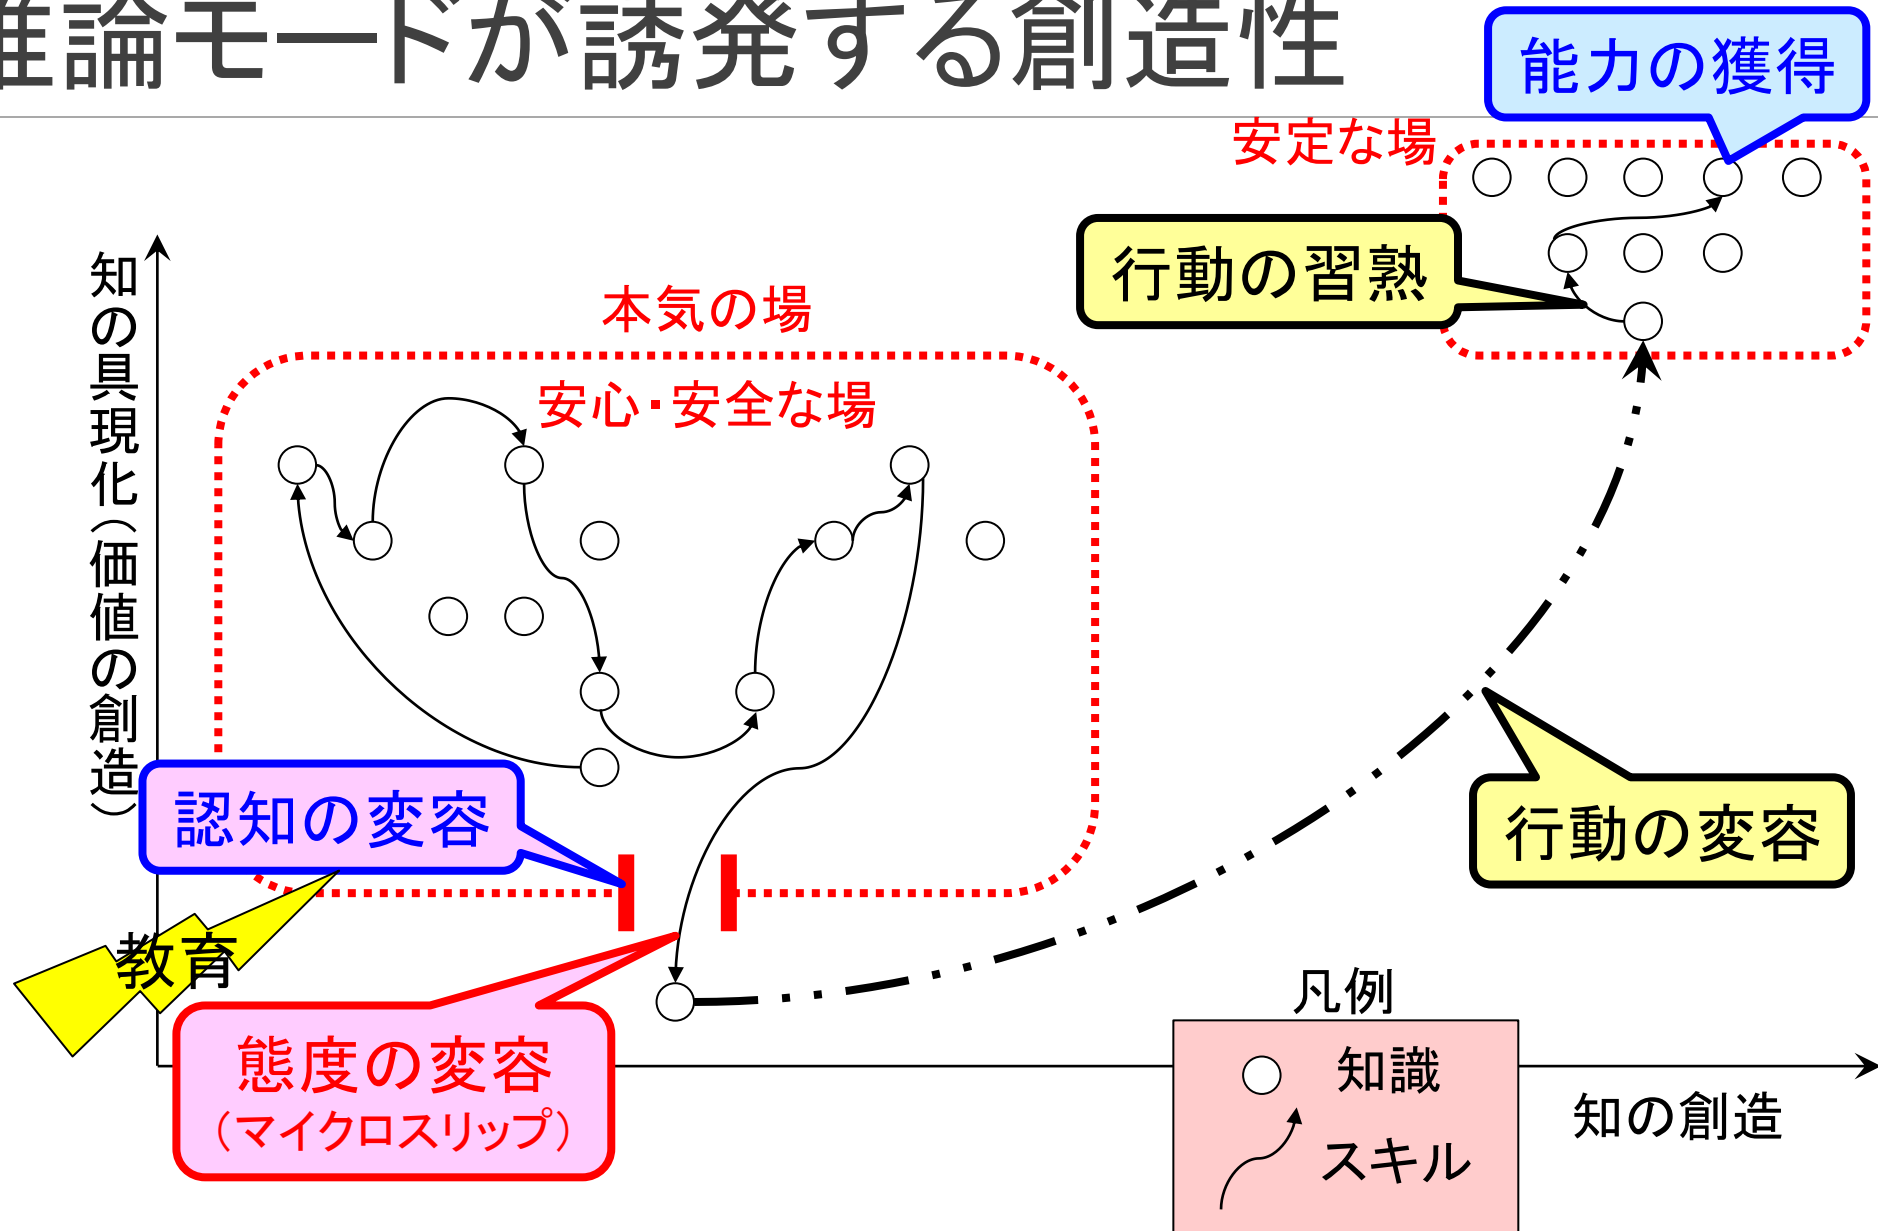 推論モードが誘発する創造性
能力の獲得
安定な場
行動の習熟
知の具現化（価値の創造）
本気の場
安心・安全な場
認知の変容
行動の変容
教育
態度の変容
（マイクロスリップ）
凡例
知識
スキル
知の創造